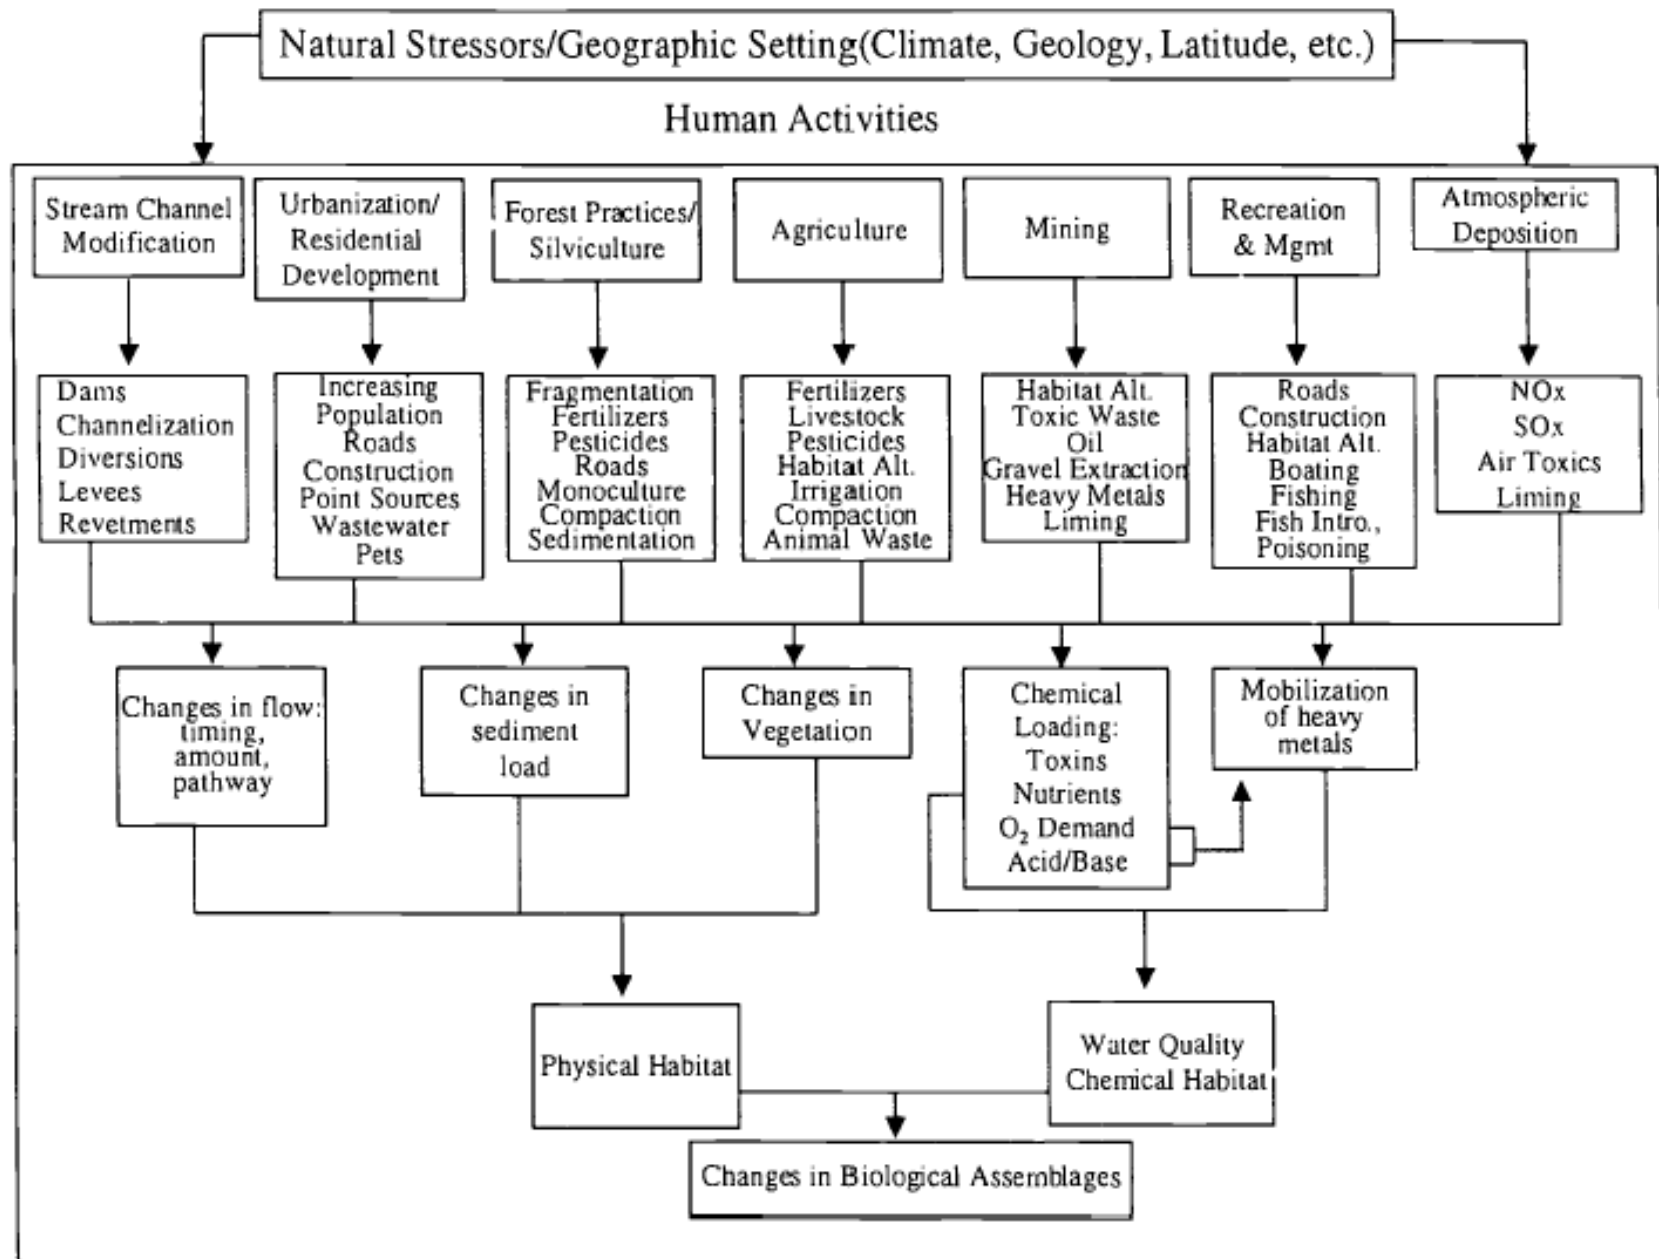 Natural Stressors/Geographic Setting(Climate, Geology, Latitude, etc.)
Human Activities
Stream Channel
Modification
Urbanization/
Residential
Development
Forest Practices/
Silviculture
Agriculture
Mining
Recreation
& Mgmt
Atmospheric
Deposition
Dams
Channelization
Diversions
Levees
Revetments
Increasing
Population
Roads
Construction
Point Sources
Wastewater
Pets
Fragmentation
Fertilizers
Pesticides
Roads
Monoculture
Compaction
Sedimentation
Fertilizers
Livestock
Pesticides
Habitat Alt.
Irrigation
Compaction
Animal Waste
Habitat Alt.
Toxic Waste
Oil
Gravel Extraction
Heavy Metals
Liming
Roads
Construction
Habitat Alt.
Boating
Fishing
Fish Intro.,
Poisoning
NOx
SOx
Air Toxics
Liming
Changes in flow:
timing,
amount,
pathway
Changes in
sediment
load
Changes in
Vegetation
Chemical
Loading:
Toxins
Nutrients
O₂ Demand
Acid/Base
Mobilization
of heavy
metals
Physical Habitat
Water Quality
Chemical Habitat
Changes in Biological Assemblages